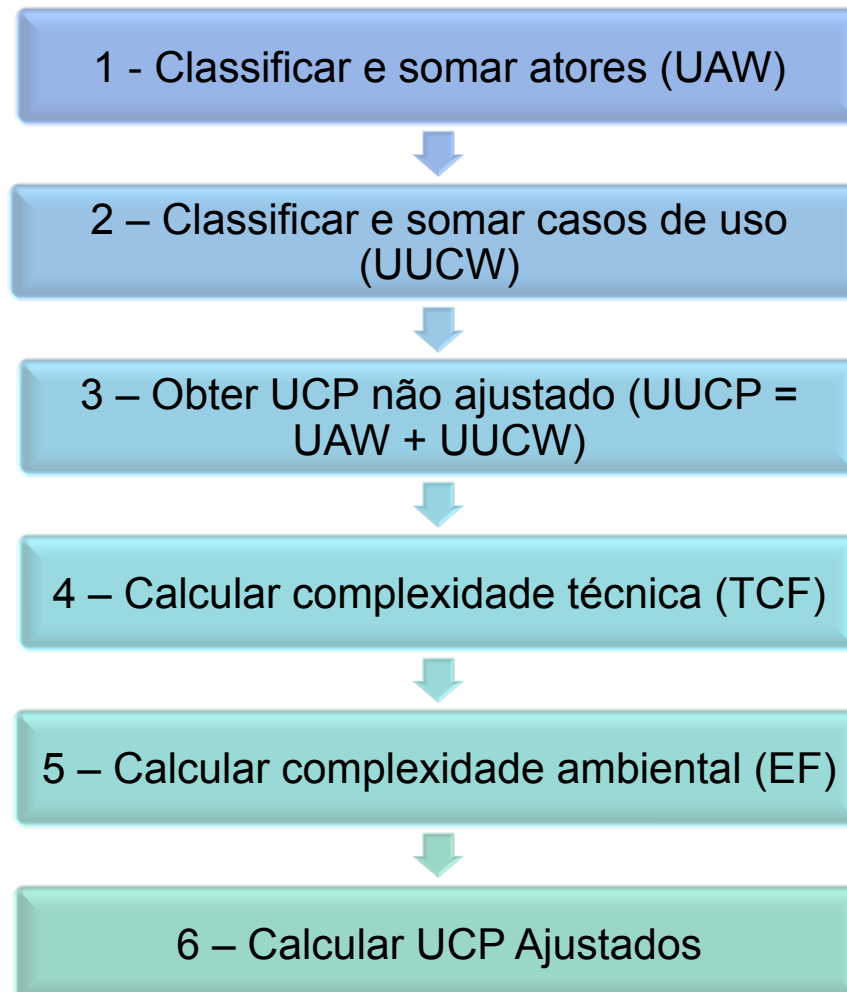 1 - Classificar e somar atores (UAW)
2 – Classificar e somar casos de uso
(UUCW)
3 – Obter UCP não ajustado (UUCP =
UAW + UUCW)
4 – Calcular complexidade técnica (TCF)
5 – Calcular complexidade ambiental (EF)
6 – Calcular UCP Ajustados